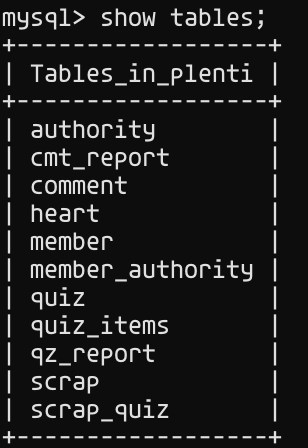 mysql> show tables;
+------------------+
| Tables_in_plenti |
+------------------+
| authority        |
| cmt_report       |
| comment          |
| heart            |
| member           |
| member_authority |
| quiz             |
| quiz_items       |
| qz_report        |
| scrap            |
| scrap_quiz       |
+------------------+